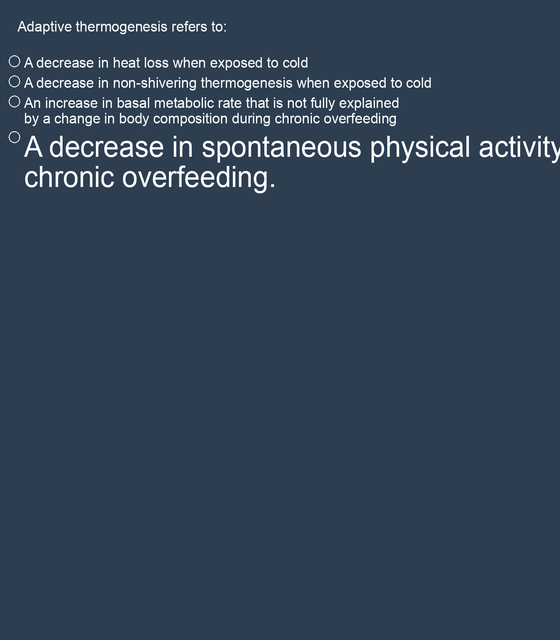 Adaptive thermogenesis refers to:
A decrease in heat loss when exposed to cold
A decrease in non-shivering thermogenesis when exposed to cold
An increase in basal metabolic rate that is not fully explained
by a change in body composition during chronic overfeeding
A decrease in spontaneous physical activity
chronic overfeeding.